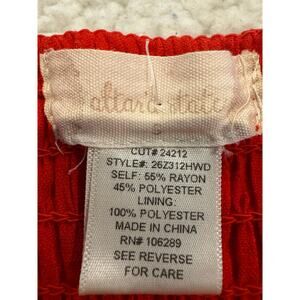 altar'd state
S
CUT# 24212
STYLE#: 26Z312HWD
SELF: 55% RAYON
45% POLYESTER
LINING:
100% POLYESTER
MADE IN CHINA
RN# 106289
SEE REVERSE
FOR CARE